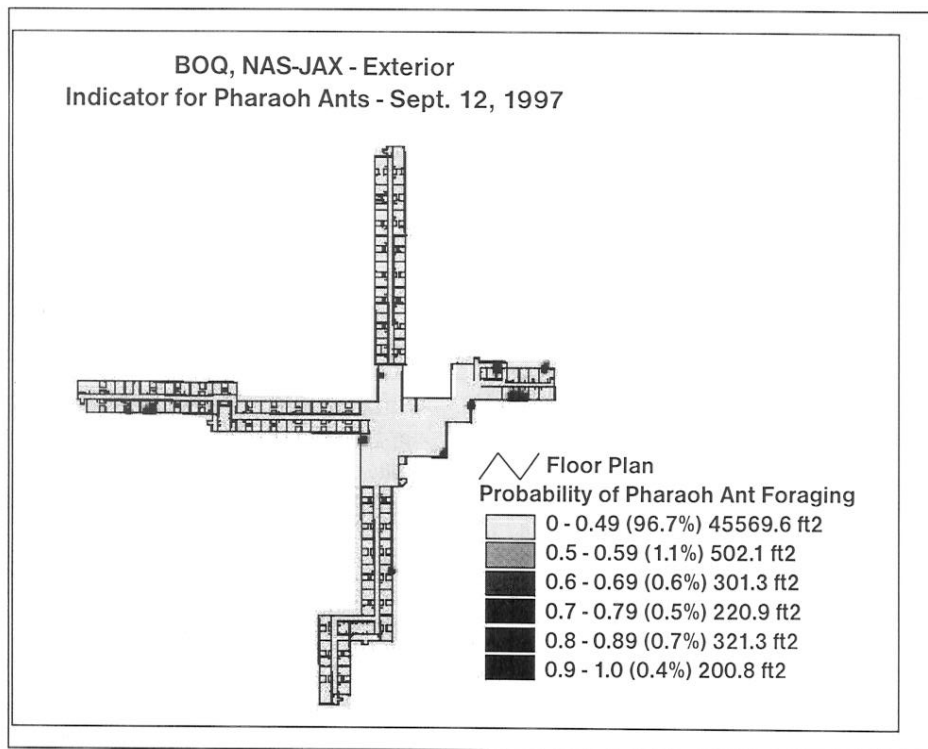 BOQ, NAS-JAX - Exterior
Indicator for Pharaoh Ants - Sept. 12, 1997
Floor Plan
Probability of Pharaoh Ant Foraging
0 - 0.49 (96.7%) 45569.6 ft2
0.5 - 0.59 (1.1%) 502.1 ft2
0.6 - 0.69 (0.6%) 301.3 ft2
0.7 - 0.79 (0.5%) 220.9 ft2
0.8 - 0.89 (0.7%) 321.3 ft2
0.9 - 1.0 (0.4%) 200.8 ft2